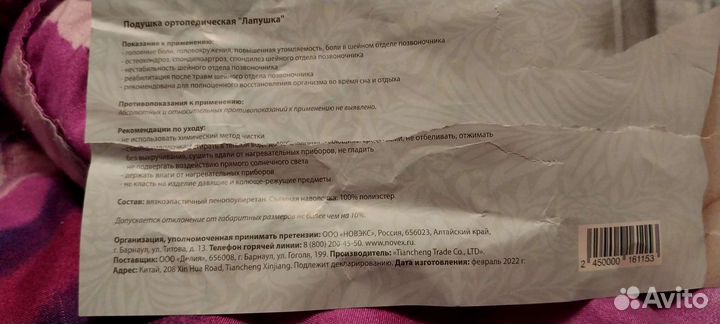 Подушка ортопедическая "Лапушка"
Показания к применению:
- головные боли, головокружения, повышенная утомляемость, боли в шейном отделе позвоночника
- остеохондроз, спондилоартроз, спондилез шейного отдела позвоночника
- нестабильность шейного отдела позвоночника
- реабилитация после травм шейного отдела позвоночника
- рекомендована для полноценного восстановления организма во время сна и отдыха
Противопоказания к применению:
Абсолютных и относительных противопоказаний к применению не выявлено.
Рекомендации по уходу:
- не использовать химический метод чистки
не отбеливать, отжимать
без выкручивания, сушить вдали от нагревательных приборов, не гладить
- не подвергать воздействию прямого солнечного света
- держать влаги от нагревательных приборов
- не класть на изделие давящие и колюще-режущие предметы
Состав: вязкоэластичный пенополиуретан. Съемная наволочка: 100% полиэстер
Допускается отклонение от габаритных размеров не более чем на 10%.
Организация, уполномоченная принимать претензии: ООО «НОВЭКС», Россия, 656023, Алтайский край,
г. Барнаул, ул. Титова, д. 13. Телефон горячей линии: 8 (800) 200-45-50. www.novex.ru.
Поставщик: ООО «Делия», 656008, г. Барнаул, ул. Гоголя, 199. Производитель: «Tiancheng Trade Co., LTD».
Адрес: Китай, 208 Xin Hua Road, Tiancheng Xinjiang. Подлежит декларированию. Дата изготовления: февраль 2022 г.
2 450000 161153
Avito